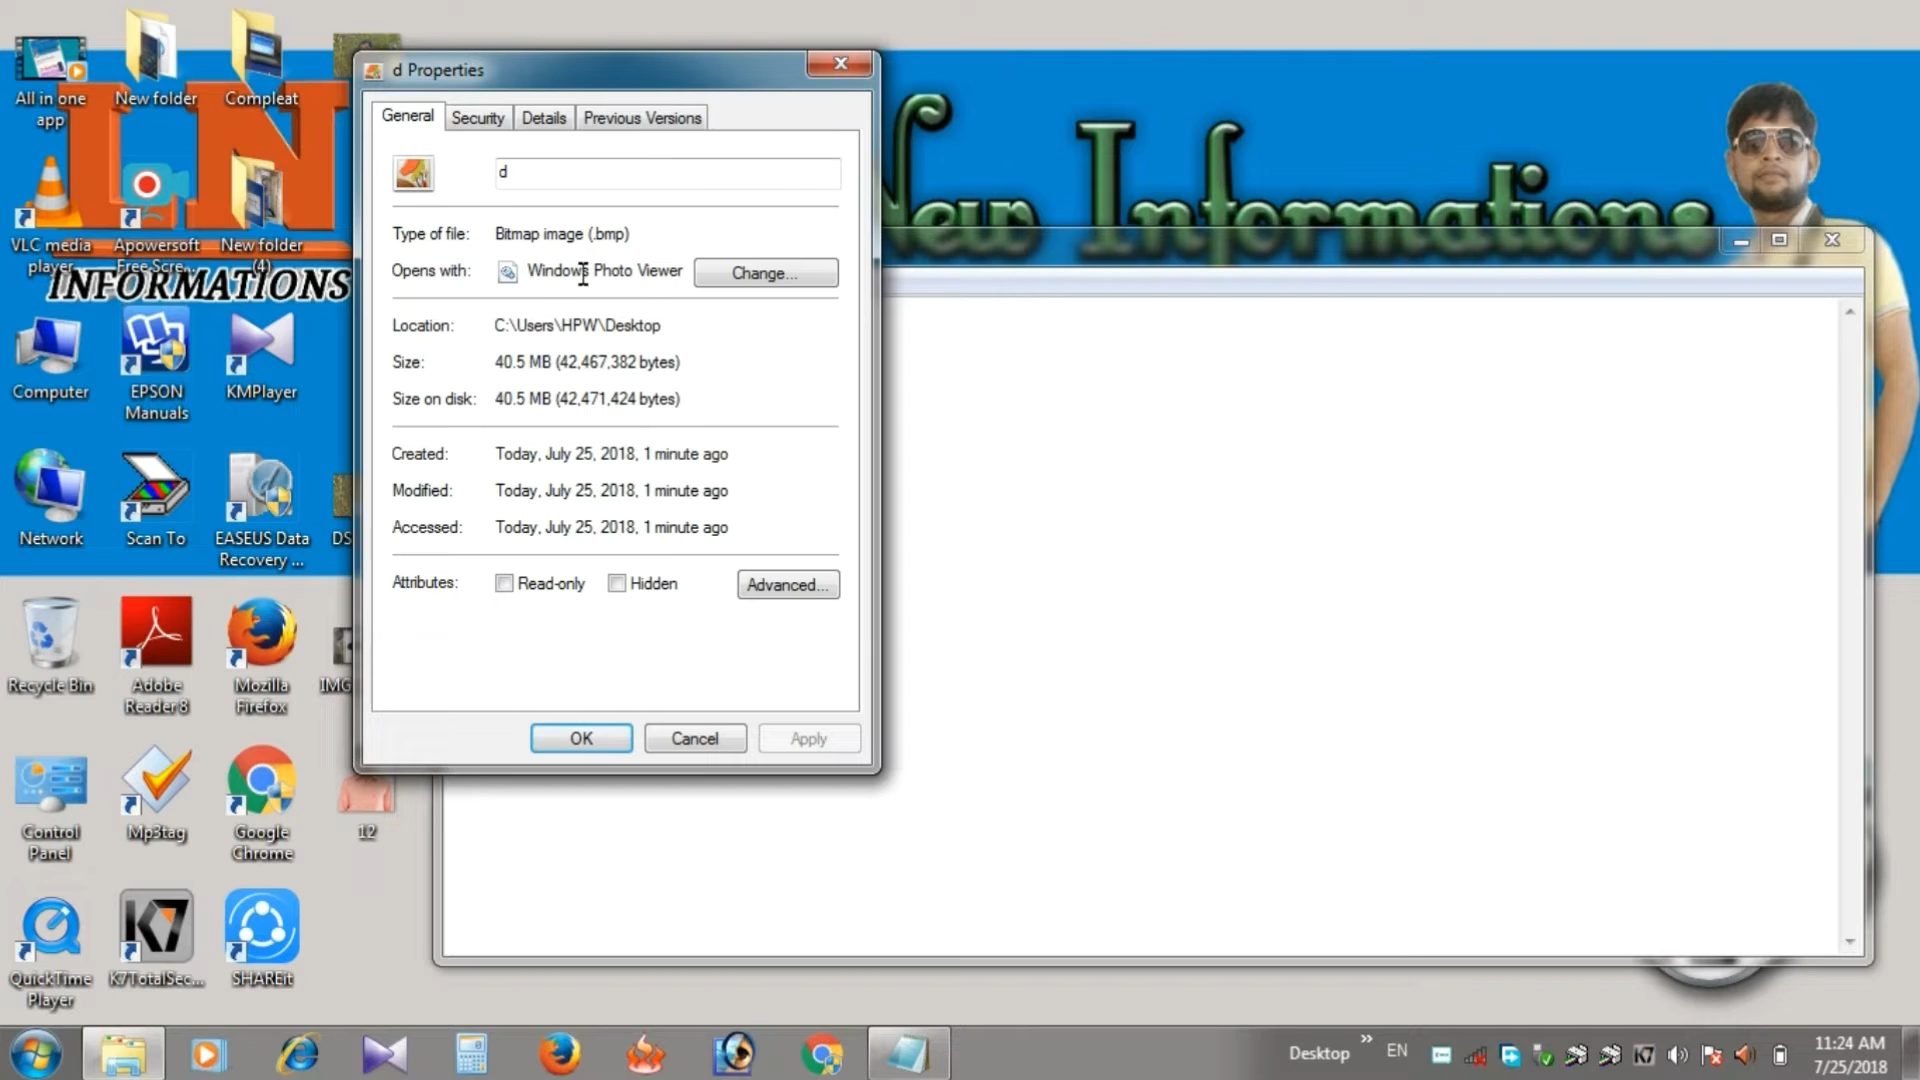 d Properties
General
Security
Details
Previous Versions
d
Type of file:
Bitmap image (.bmp)
Opens with:
Windows Photo Viewer
Change...
Location:
C:\Users\HPW\Desktop
Size:
40.5 MB (42,467,382 bytes)
Size on disk:
40.5 MB (42,471,424 bytes)
Created:
Today, July 25, 2018, 1 minute ago
Modified:
Today, July 25, 2018, 1 minute ago
Accessed:
Today, July 25, 2018, 1 minute ago
Attributes:
Read-only
Hidden
Advanced...
OK
Cancel
Apply
All in one
app
New folder
Compleat
VLC media
player
Apowersoft
Free Scre...
New folder
(4)
INFORMATIONS
New Informations
Computer
EPSON
Manuals
KMPlayer
Network
Scan To
EASEUS Data
Recovery ...
DS
Recycle Bin
Adobe
Reader 8
Mozilla
Firefox
IMG
Control
Panel
Mp3tag
Google
Chrome
12
QuickTime
Player
K7
K7TotalSec...
SHAREit
Desktop
EN
K7
11:24 AM
7/25/2018